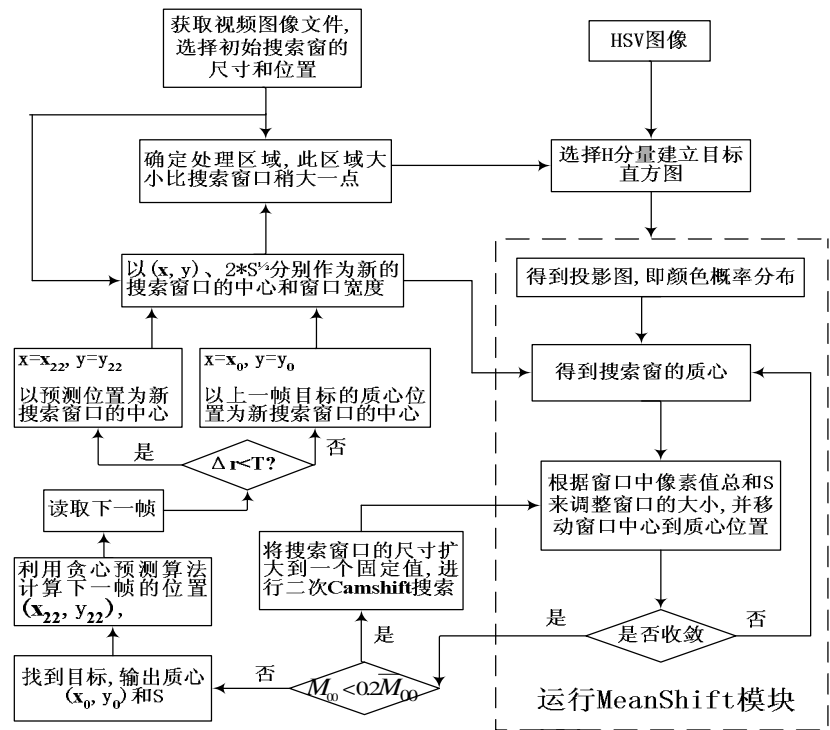 获取视频图像文件,
选择初始搜索窗的
尺寸和位置
HSV图像
确定处理区域, 此区域大
小比搜索窗口稍大一点
选择H分量建立目标
直方图
以(x, y)、2*S^½分别作为新的
搜索窗口的中心和窗口宽度
得到投影图, 即颜色概率分布
x=x₂₂, y=y₂₂
以预测位置为新
搜索窗口的中心
x=x₀, y=y₀
以上一帧目标的质心位
置为新搜索窗口的中心
得到搜索窗的质心
是
Δr<T?
否
读取下一帧
根据窗口中像素值总和S
来调整窗口的大小, 并移
动窗口中心到质心位置
将搜索窗口的尺寸扩
大到一个固定值, 进
行二次Camshift搜索
利用贪心预测算法
计算下一帧的位置
(x₂₂, y₂₂),
是
是否收敛
否
是
找到目标, 输出质心
(x₀, y₀)和S
否
M₀₀<0.2M̅₀₀
运行MeanShift模块